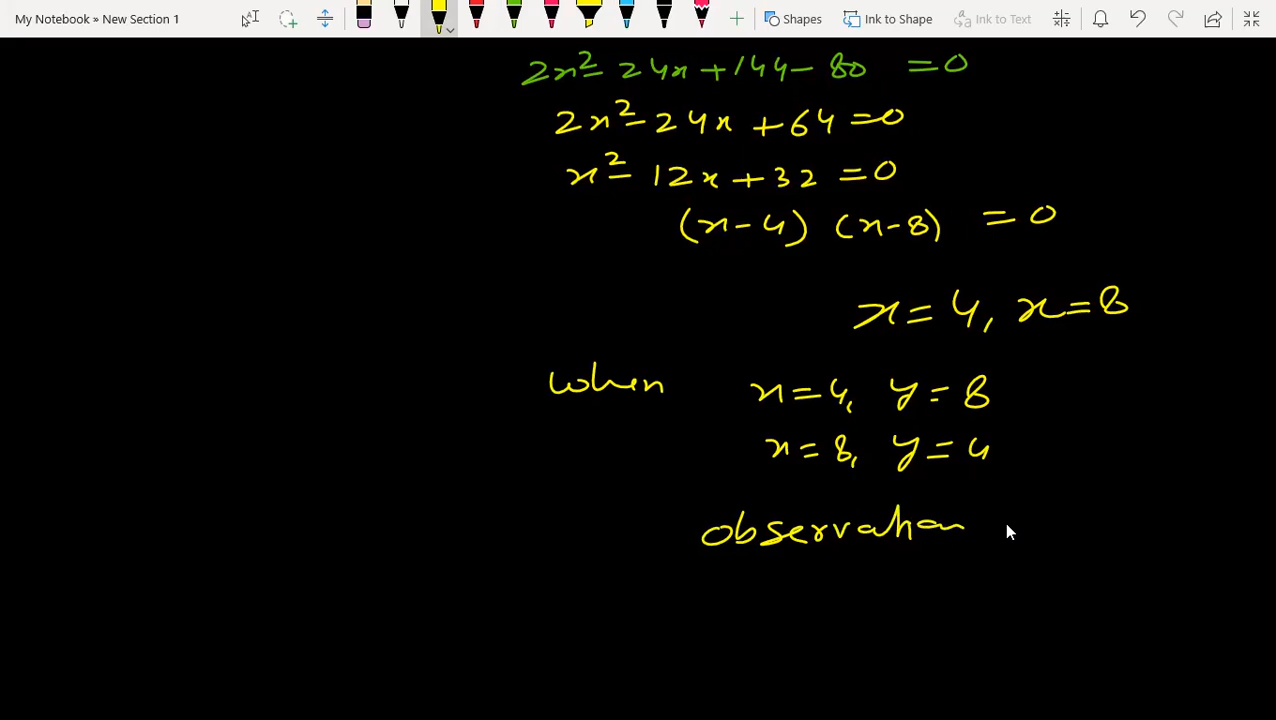 My Notebook » New Section 1
Shapes Ink to Shape Ink to Text
2x² - 24x + 144 - 80 = 0
2x² - 24x + 64 = 0
x² - 12x + 32 = 0
(x - 4) (x - 8) = 0
x = 4, x = 8
when x = 4, y = 8
x = 8, y = 4
observation